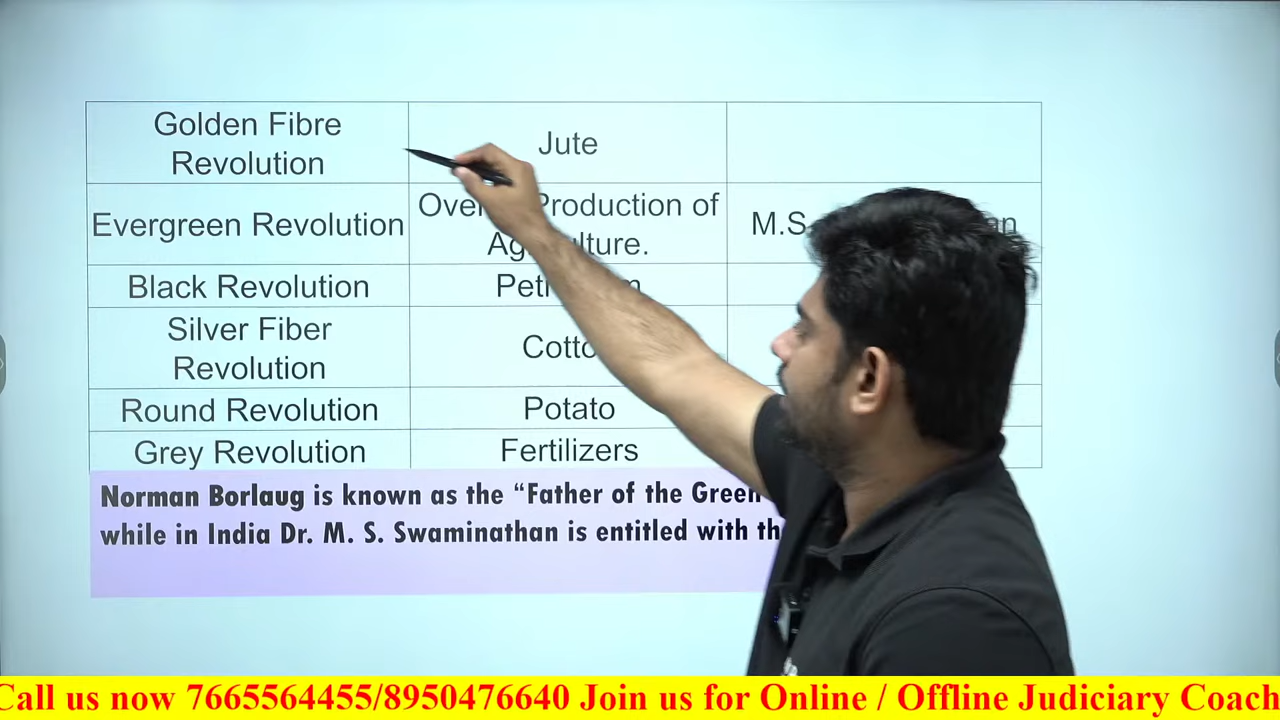 Golden Fibre
Revolution
Jute
Evergreen Revolution
Production of
M.S.
Black Revolution
Silver Fiber
Revolution
Round Revolution
Potato
Grey Revolution
Fertilizers
Norman Borlaug is known as the “Father of the Green
while in India Dr. M. S. Swaminathan is entitled with
Call us now 7665564455/8950476640 Join us for Online / Offline Judiciary Coach